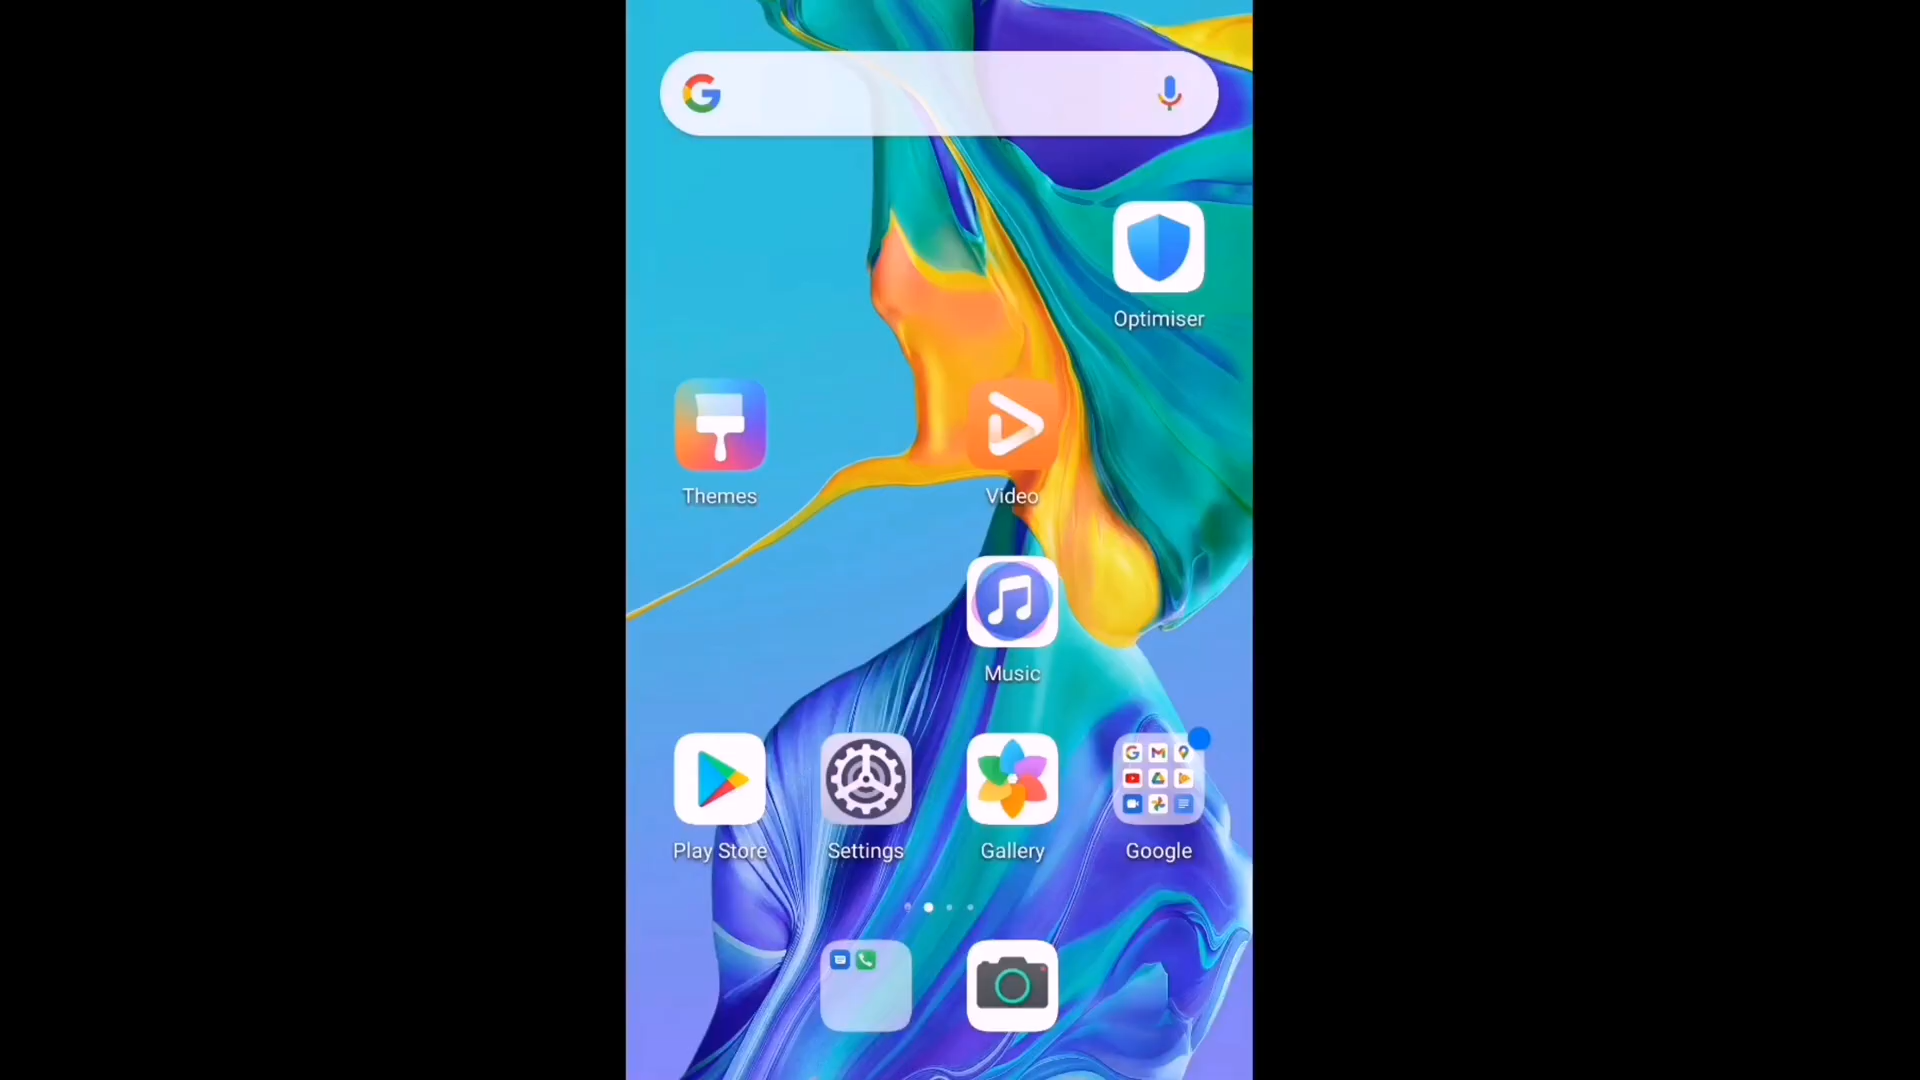 Optimiser
Themes
Video
Music
Play Store
Settings
Gallery
Google